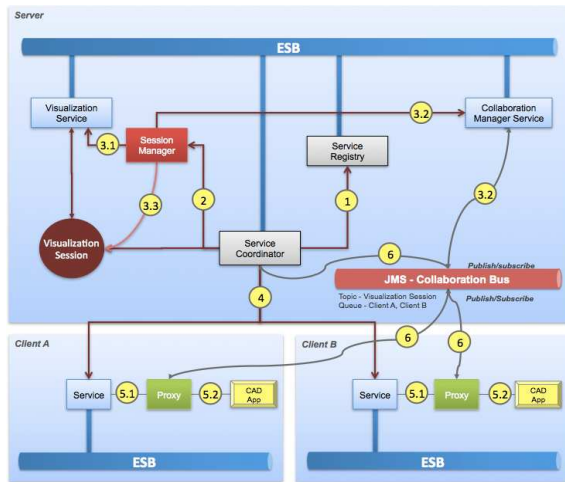 Server
ESB
Visualization
Service
Session
Manager
3.1
3.2
Collaboration
Manager Service
Service
Registry
3.3
2
1
3.2
Visualization
Session
Service
Coordinator
6
Publish/subscribe
JMS - Collaboration Bus
Topic - Visualization Session
Queue - Client A, Client B
Publish/Subscribe
4
6
6
Client A
Service
5.1
Proxy
5.2
CAD
App
ESB
Client B
Service
5.1
Proxy
5.2
CAD
App
ESB